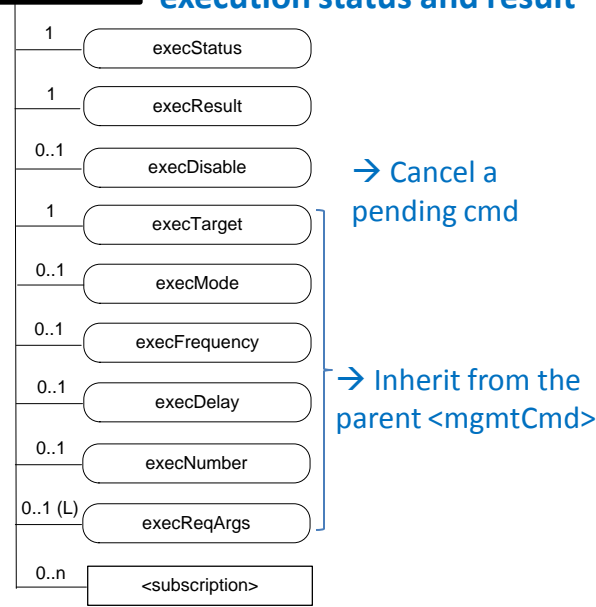 execution status and result
1
execStatus
1
execResult
0..1
execDisable
→ Cancel a
pending cmd
1
execTarget
0..1
execMode
0..1
execFrequency
0..1
execDelay
→ Inherit from the
parent <mgmtCmd>
0..1
execNumber
0..1 (L)
execReqArgs
0..n
<subscription>